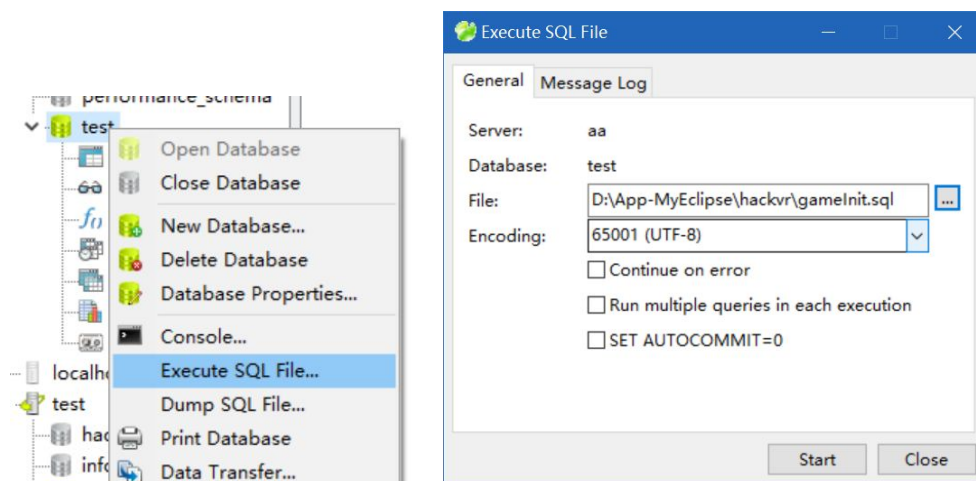 performance_schema
test
Open Database
Close Database
New Database...
Delete Database
Database Properties...
Console...
localh
Execute SQL File...
test
Dump SQL File...
Print Database
Data Transfer...
Execute SQL File
General
Message Log
Server:
aa
Database:
test
File:
D:\App-MyEclipse\hackvr\gameInit.sql
...
Encoding:
65001 (UTF-8)
Continue on error
Run multiple queries in each execution
SET AUTOCOMMIT=0
Start
Close